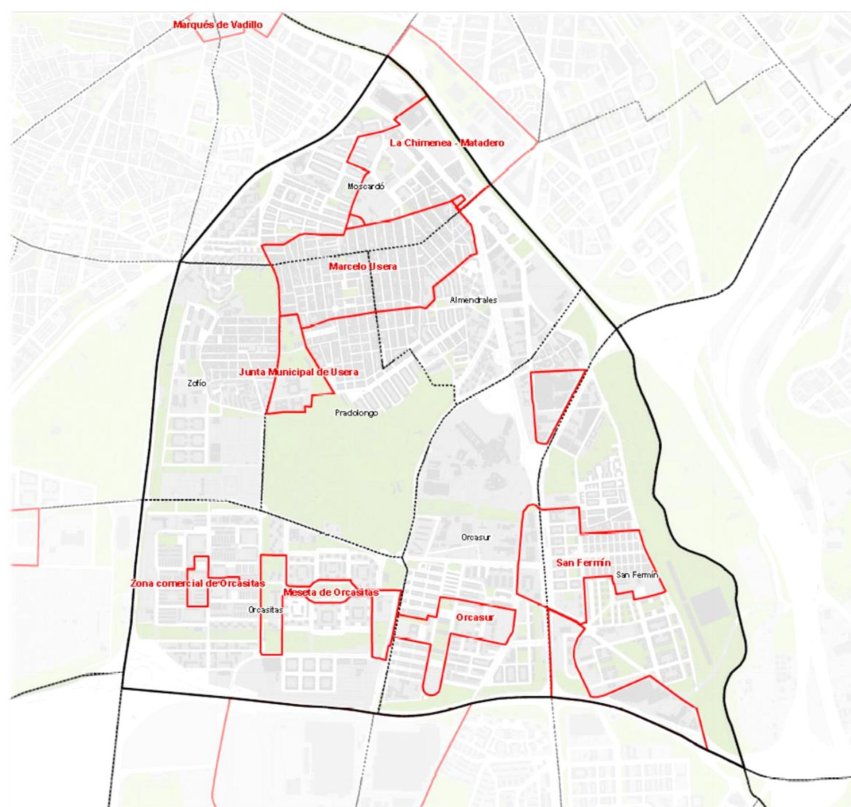 Marqués de Vadillo
La Chimenea - Matadero
Moscardó
Marcelo Usera
Almendrales
Junta Municipal de Usera
Zofío
Pradolongo
Orcasur
San Fermín
San Fermín
Zona comercial de Orcasitas
Meseta de Orcasitas
Orcasitas
Orcasur